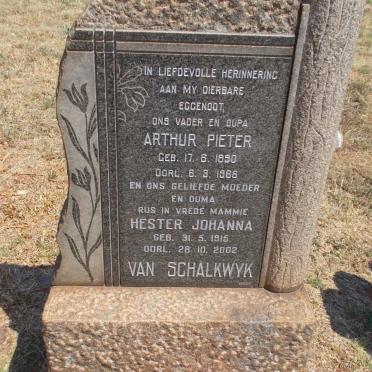 IN LIEFDEVOLLE HERINNERING
AAN MY DIERBARE
EGGENOOT,
ONS VADER EN OUPA
ARTHUR PIETER
GEB. 17. 6. 1890
OORL. 6. 3. 1966
EN ONS GELIEFDE MOEDER
EN OUMA
RUS IN VREDE MAMMIE
HESTER JOHANNA
GEB. 31. 5. 1915
OORL. 28. 10. 2002
VAN SCHALKWYK